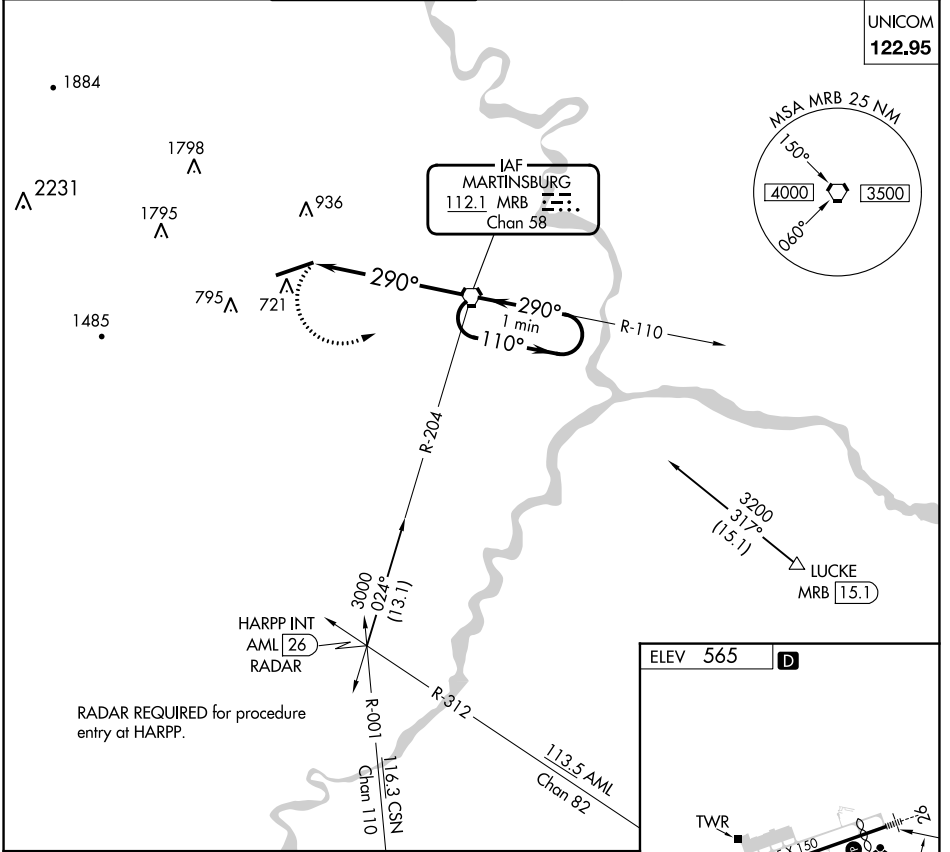 UNICOM
122.95
1884
1798
2231
1795
936
795
721
1485
IAF
MARTINSBURG
112.1 MRB
Chan 58
MSA MRB 25 NM
150°
4000
3500
060°
290°
290°
1 min
110°
R-110
R-204
3000
024°
(13.1)
3200
317°
(15.1)
LUCKE
MRB 15.1
HARPP INT
AML 26
RADAR
RADAR REQUIRED for procedure
entry at HARPP.
R-312
R-001
116.3 CSN
Chan 110
113.5 AML
Chan 82
ELEV 565 D
TWR
X 150
26